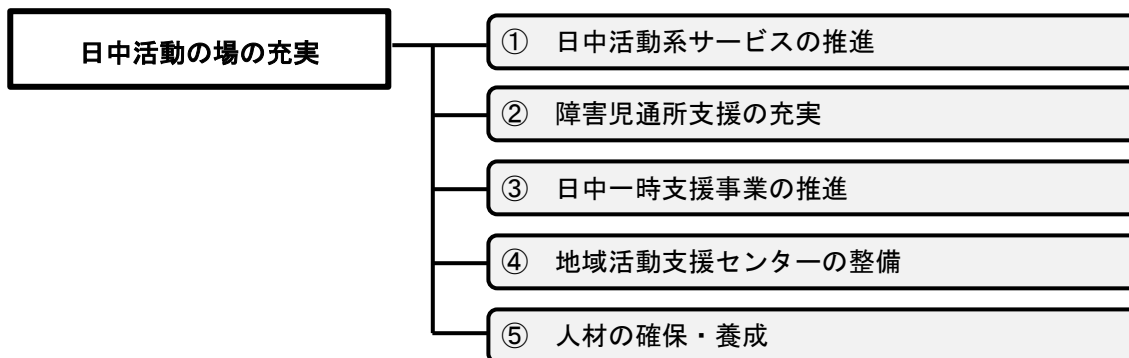 日中活動の場の充実
① 日中活動系サービスの推進
② 障害児通所支援の充実
③ 日中一時支援事業の推進
④ 地域活動支援センターの整備
⑤ 人材の確保・養成